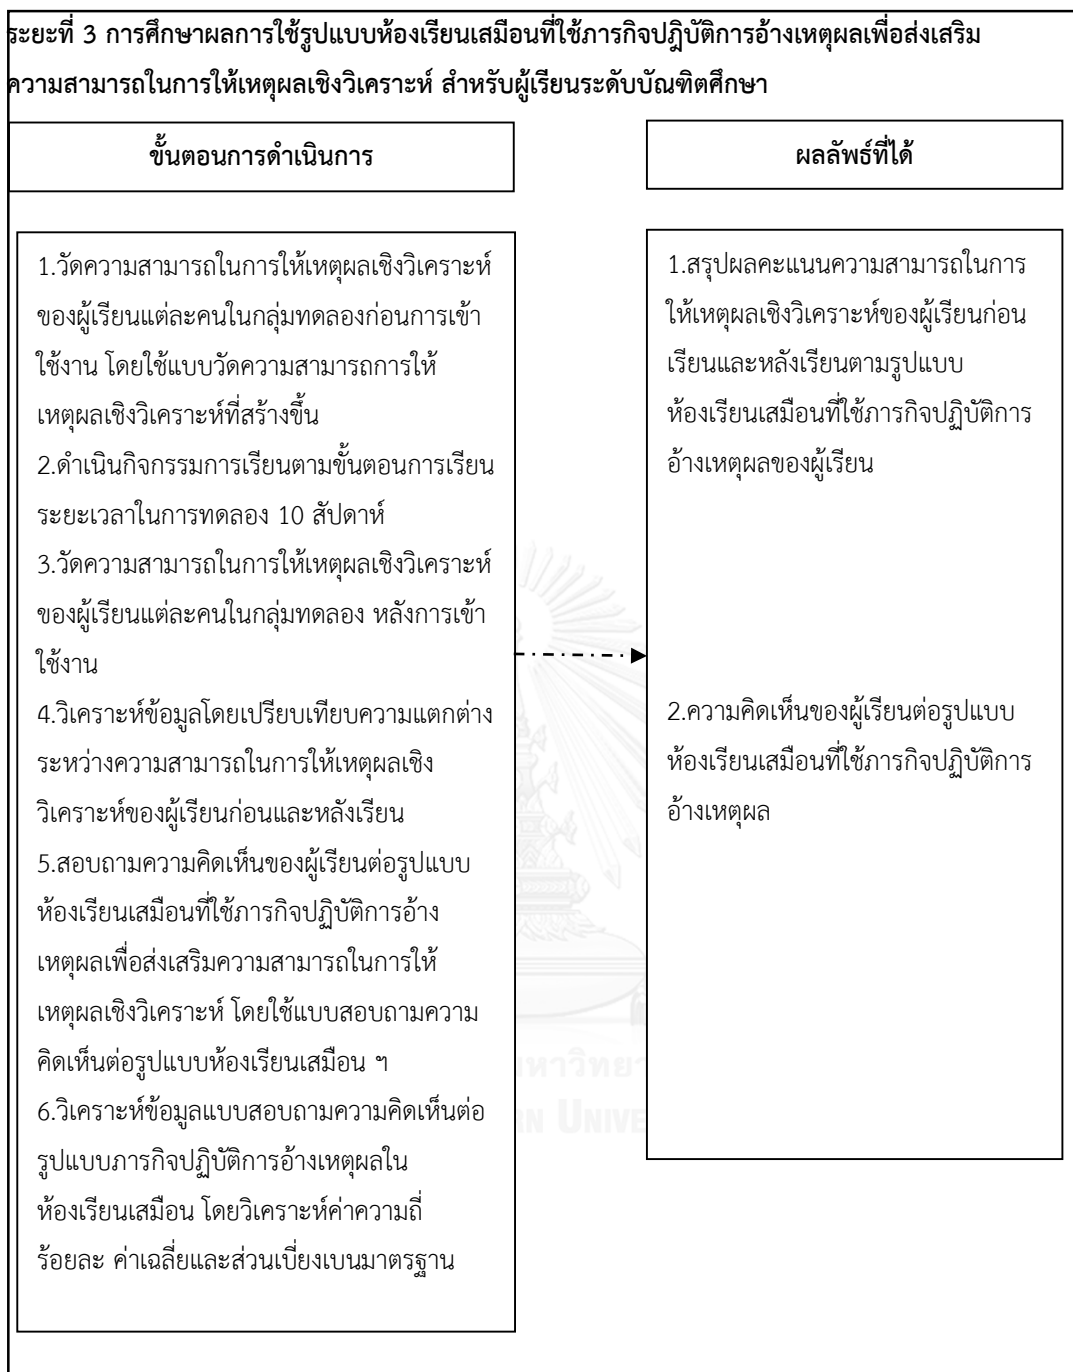 ระยะที่ 3 การศึกษาผลการใช้รูปแบบห้องเรียนเสมือนที่ใช้ภารกิจปฏิบัติการอ้างเหตุผลเพื่อส่งเสริม
ความสามารถในการให้เหตุผลเชิงวิเคราะห์ สำหรับผู้เรียนระดับบัณฑิตศึกษา
ขั้นตอนการดำเนินการ
1.วัดความสามารถในการให้เหตุผลเชิงวิเคราะห์
ของผู้เรียนแต่ละคนในกลุ่มทดลองก่อนการเข้า
ใช้งาน โดยใช้แบบวัดความสามารถการให้
เหตุผลเชิงวิเคราะห์ที่สร้างขึ้น
2.ดำเนินกิจกรรมการเรียนตามขั้นตอนการเรียน
ระยะเวลาในการทดลอง 10 สัปดาห์
3.วัดความสามารถในการให้เหตุผลเชิงวิเคราะห์
ของผู้เรียนแต่ละคนในกลุ่มทดลอง หลังการเข้า
ใช้งาน
4.วิเคราะห์ข้อมูลโดยเปรียบเทียบความแตกต่าง
ระหว่างความสามารถในการให้เหตุผลเชิง
วิเคราะห์ของผู้เรียนก่อนและหลังเรียน
5.สอบถามความคิดเห็นของผู้เรียนต่อรูปแบบ
ห้องเรียนเสมือนที่ใช้ภารกิจปฏิบัติการอ้าง
เหตุผลเพื่อส่งเสริมความสามารถในการให้
เหตุผลเชิงวิเคราะห์ โดยใช้แบบสอบถามความ
คิดเห็นต่อรูปแบบห้องเรียนเสมือน ฯ
6.วิเคราะห์ข้อมูลแบบสอบถามความคิดเห็นต่อ
รูปแบบภารกิจปฏิบัติการอ้างเหตุผลใน
ห้องเรียนเสมือน โดยวิเคราะห์ค่าความถี่
ร้อยละ ค่าเฉลี่ยและส่วนเบี่ยงเบนมาตรฐาน
ผลลัพธ์ที่ได้
1.สรุปผลคะแนนความสามารถในการ
ให้เหตุผลเชิงวิเคราะห์ของผู้เรียนก่อน
เรียนและหลังเรียนตามรูปแบบ
ห้องเรียนเสมือนที่ใช้ภารกิจปฏิบัติการ
อ้างเหตุผลของผู้เรียน
2.ความคิดเห็นของผู้เรียนต่อรูปแบบ
ห้องเรียนเสมือนที่ใช้ภารกิจปฏิบัติการ
อ้างเหตุผล